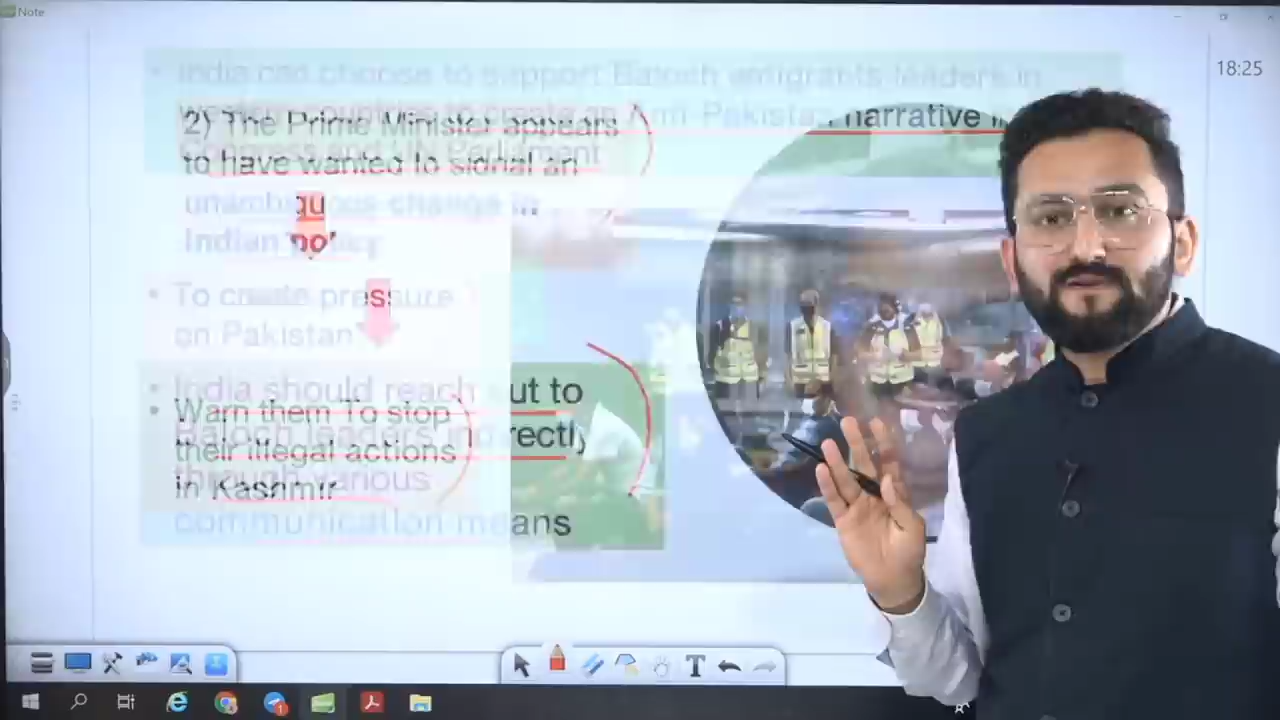 Note
18:25
• India can choose to support Baloch emigrants leaders in
western countries to create an Anti-Pakistan narrative
Congress and UN Parliament
2) The Prime Minister appears
to have wanted to signal an
unambiguous change in
Indian policy
• To create pressure
on Pakistan
• India should reach out to
Baloch leaders indirectly
through various
communication means
• Warn them To stop
their illegal actions
in Kashmir